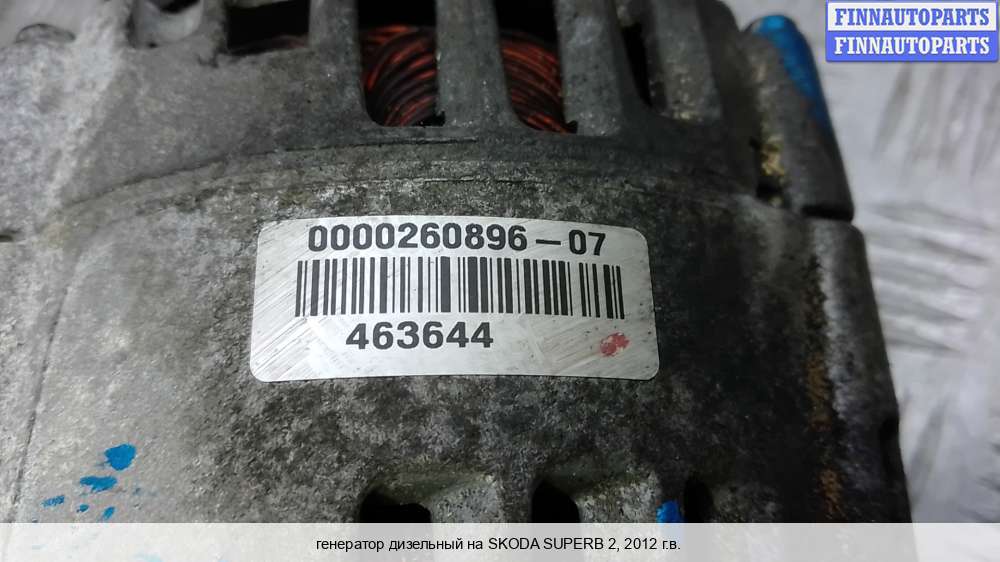 FINNAUTOPARTS
FINNAUTOPARTS
0000260896-07
463644
генератор дизельный на SKODA SUPERB 2, 2012 г.в.